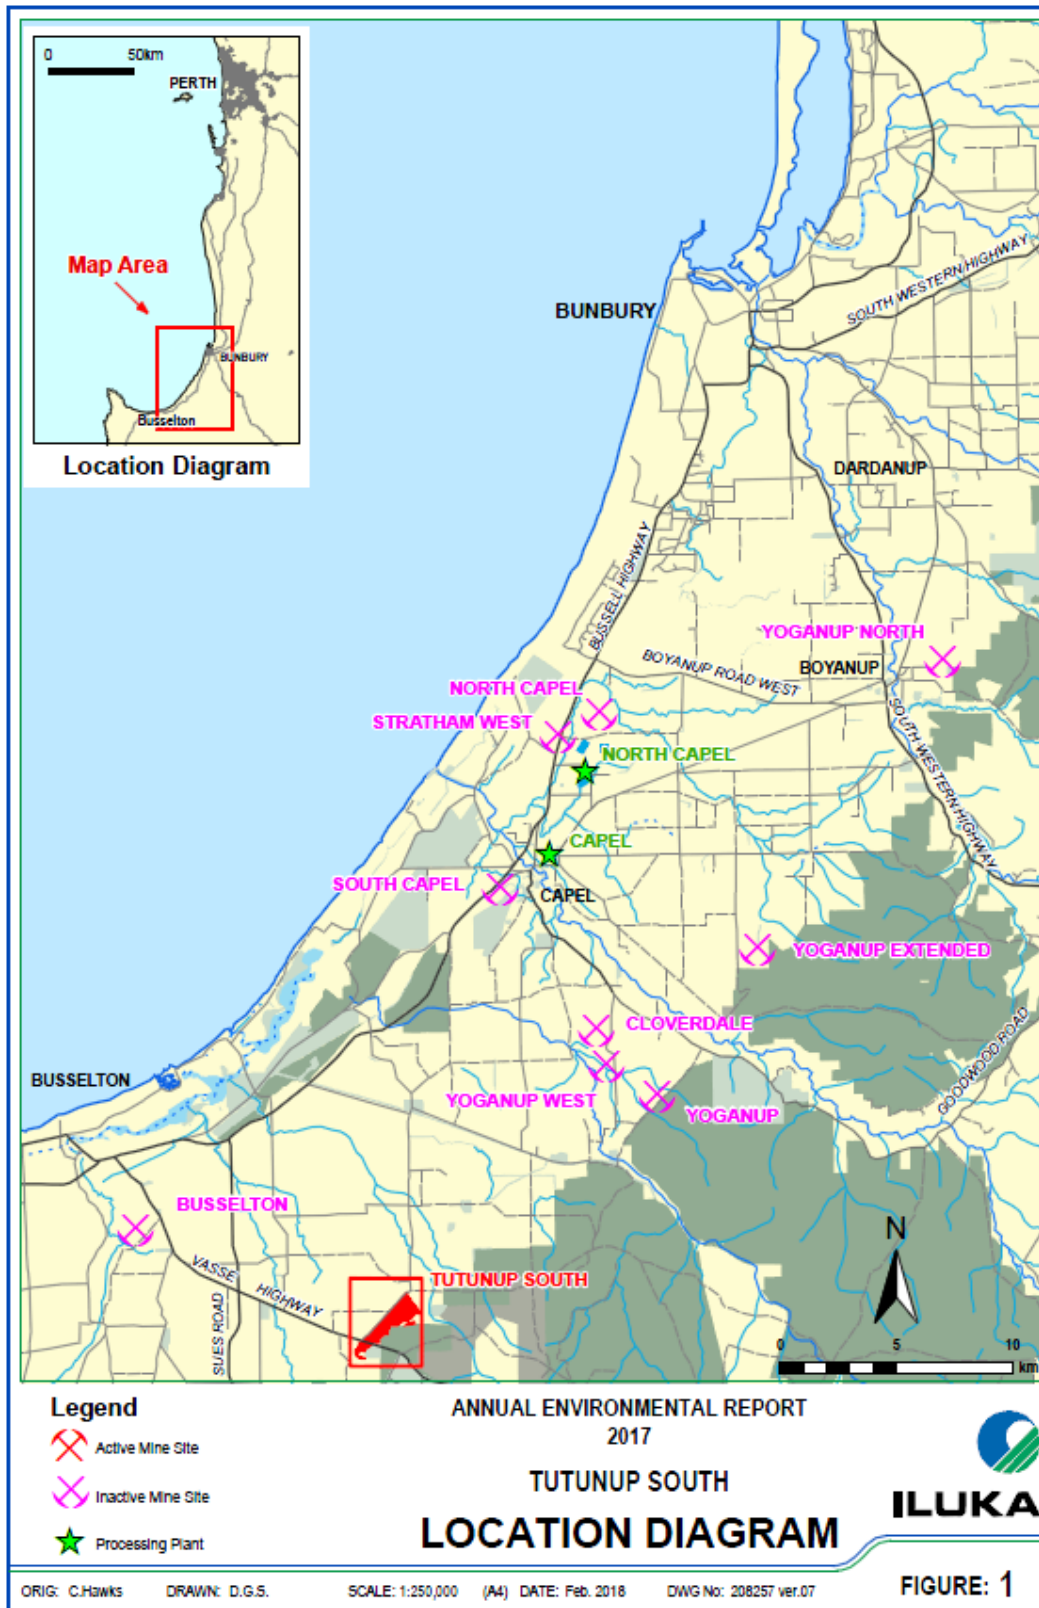 0 50km
PERTH
Map Area
BUNBURY
Busselton
Location Diagram
BUNBURY
SOUTH WESTERN HIGHWAY
DARDANUP
BUSSELL HIGHWAY
YOGANUP NORTH
BOYANUP ROAD WEST
BOYANUP
NORTH CAPEL
STRATHAM WEST
SOUTH WESTERN HIGHWAY
NORTH CAPEL
CAPEL
SOUTH CAPEL
CAPEL
YOGANUP EXTENDED
CLOVERDALE
GOODWOOD ROAD
BUSSELTON
YOGANUP WEST
YOGANUP
BUSSELTON
N
VASSE HIGHWAY
TUTUNUP SOUTH
SUES ROAD
0 5 10
km
Legend
Active Mine Site
Inactive Mine Site
Processing Plant
ANNUAL ENVIRONMENTAL REPORT
2017
TUTUNUP SOUTH
LOCATION DIAGRAM
ILUKA
ORIG: C.Hawks DRAWN: D.G.S. SCALE: 1:250,000 (A4) DATE: Feb. 2018 DWG No: 208257 ver.07 FIGURE: 1